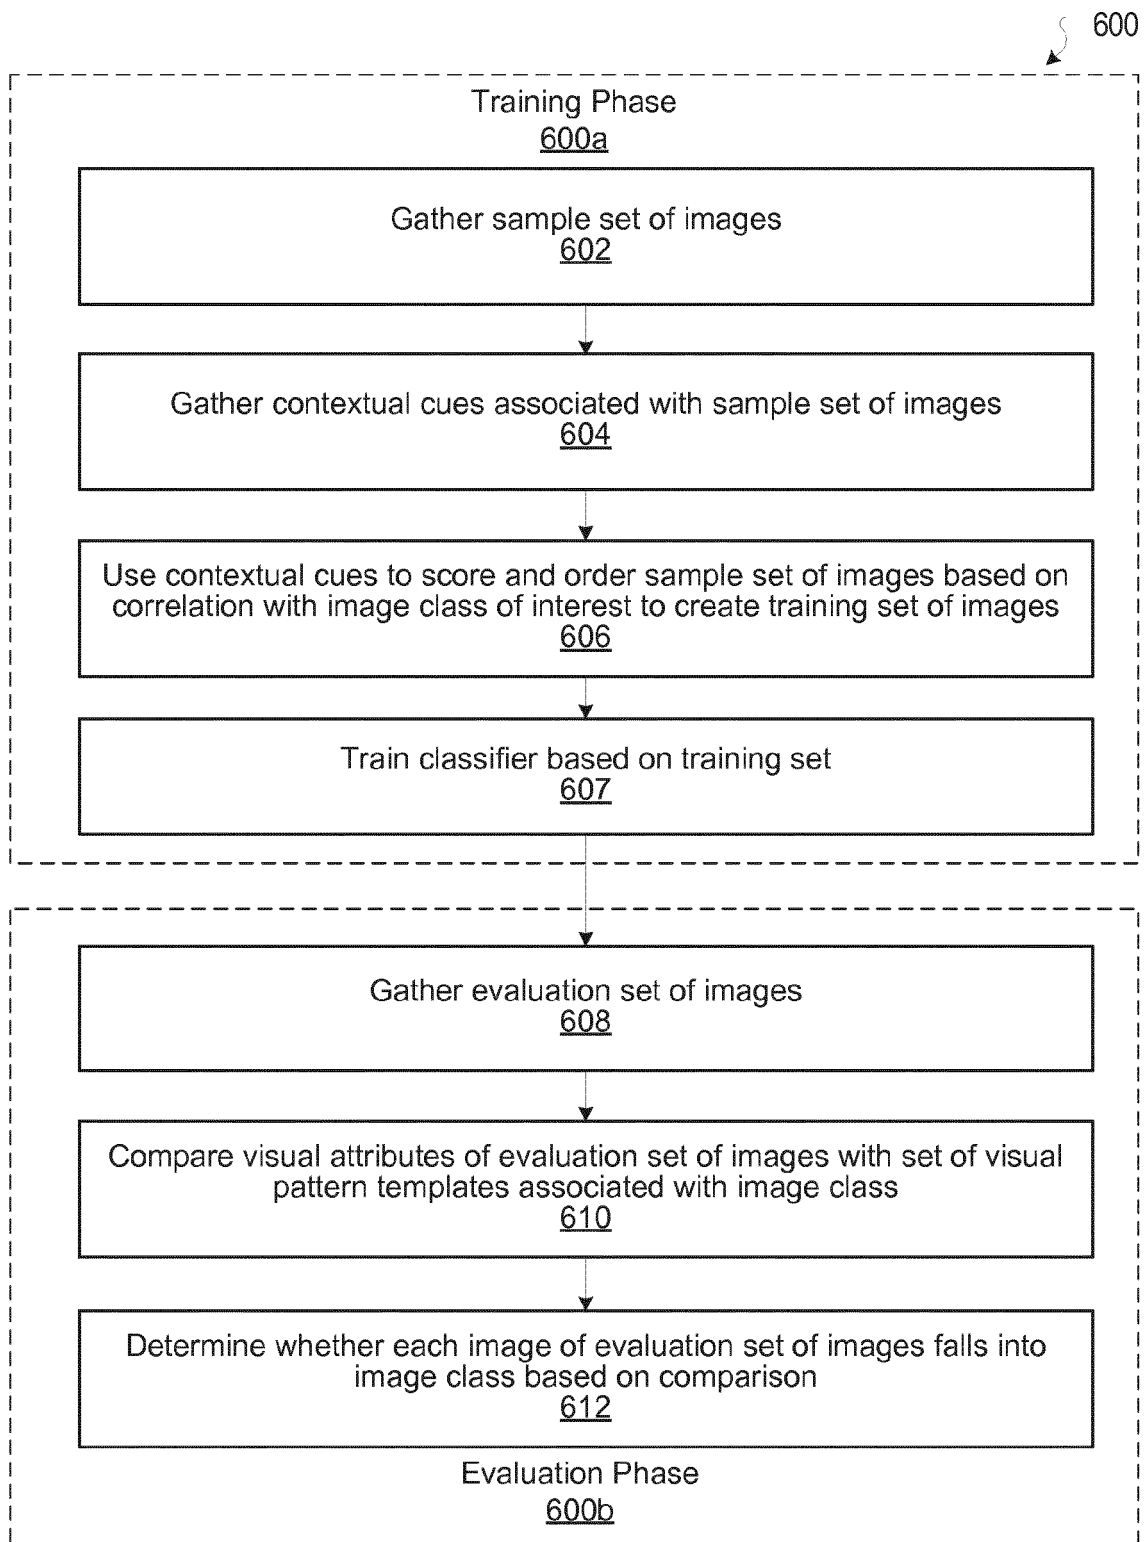 600
Training Phase
600a
Gather sample set of images
602
Gather contextual cues associated with sample set of images
604
Use contextual cues to score and order sample set of images based on
correlation with image class of interest to create training set of images
606
Train classifier based on training set
607
Gather evaluation set of images
608
Compare visual attributes of evaluation set of images with set of visual
pattern templates associated with image class
610
Determine whether each image of evaluation set of images falls into
image class based on comparison
612
Evaluation Phase
600b